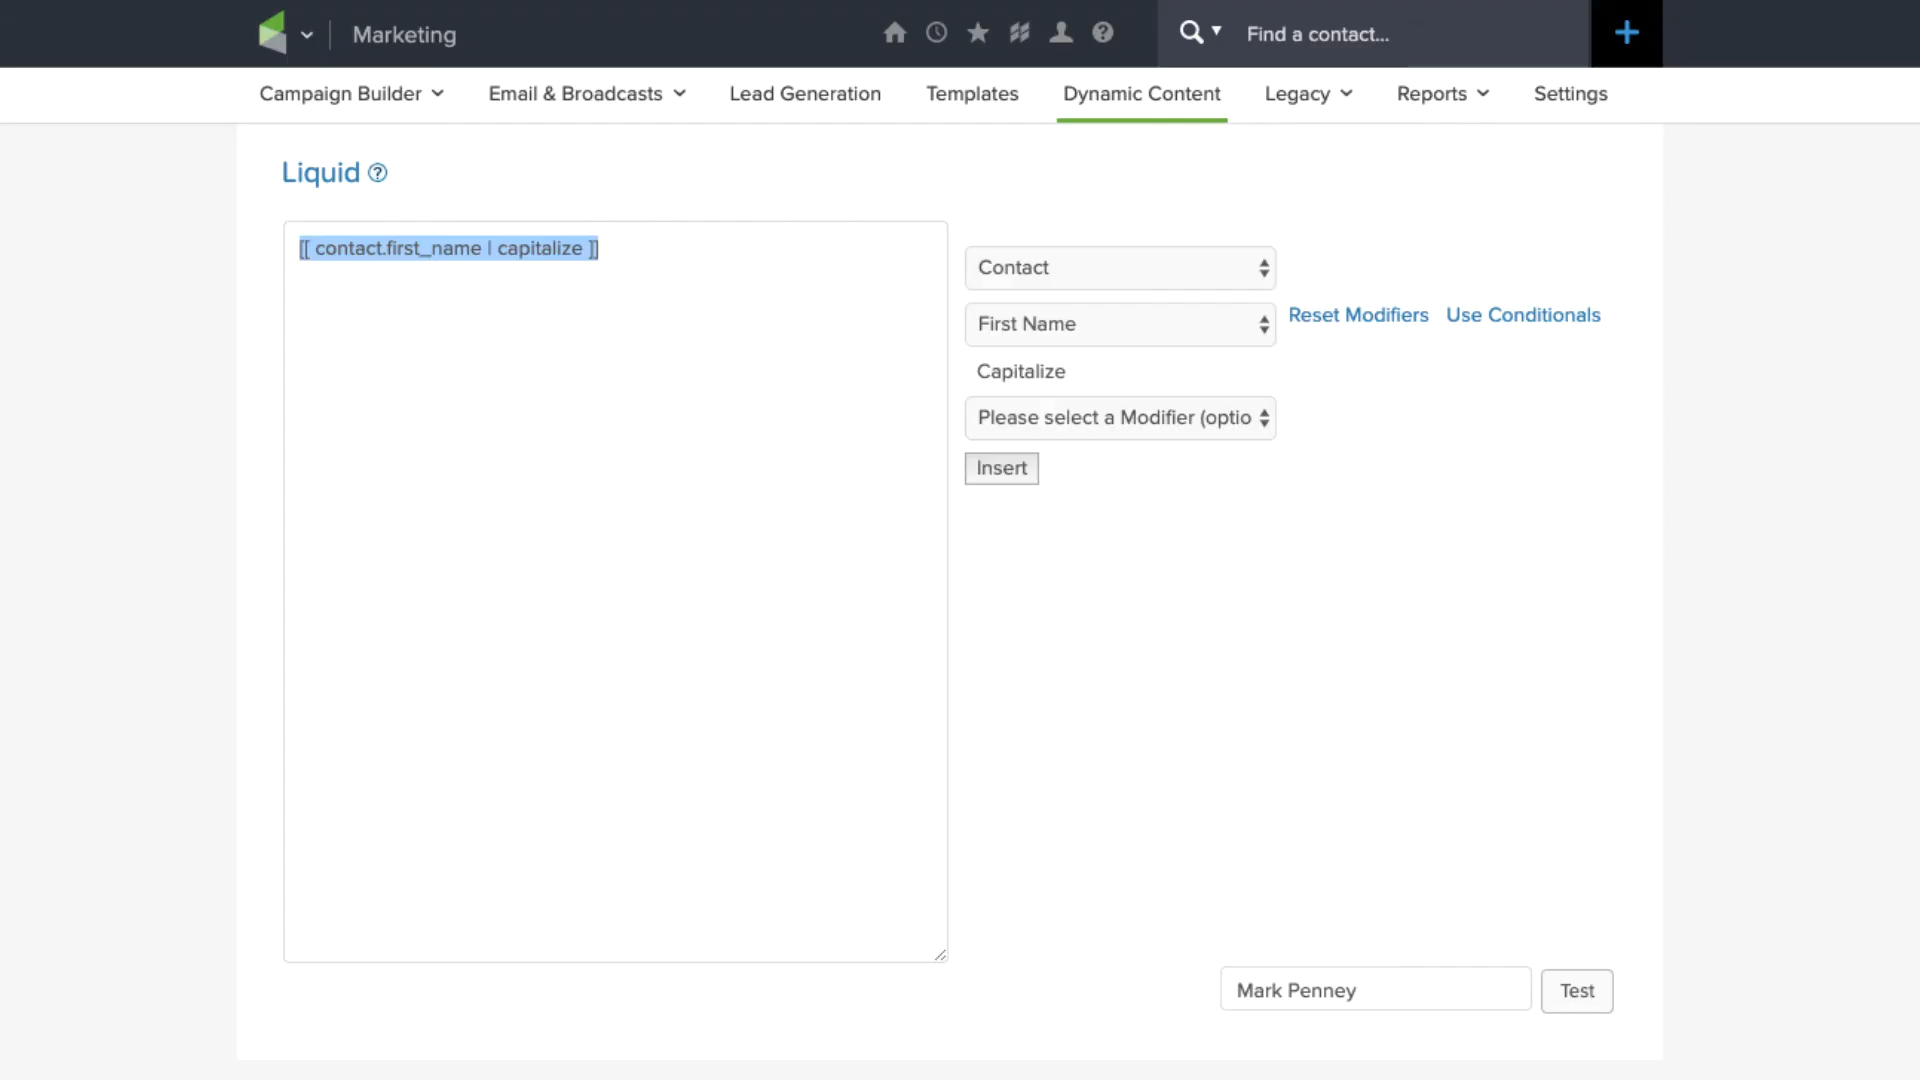 Marketing
Find a contact...
Campaign Builder Email & Broadcasts Lead Generation Templates Dynamic Content Legacy Reports Settings
Liquid
[[ contact.first_name | capitalize ]]
Contact
First Name
Reset Modifiers Use Conditionals
Capitalize
Please select a Modifier (optio
Insert
Mark Penney
Test